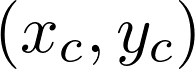 (x_c, y_c)